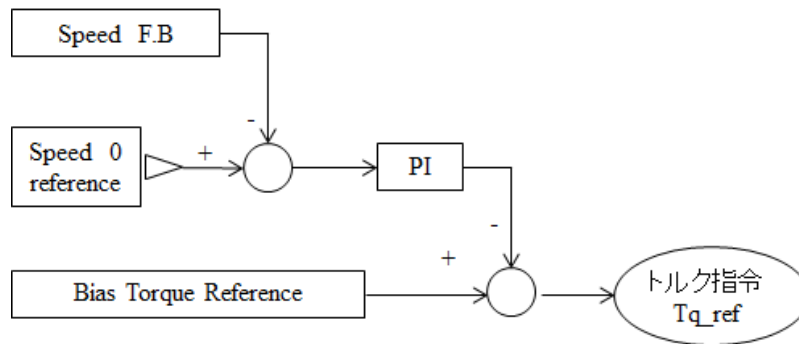 Speed F.B
-
Speed 0
reference
+
PI
-
+
Bias Torque Reference
トルク指令
Tq_ref